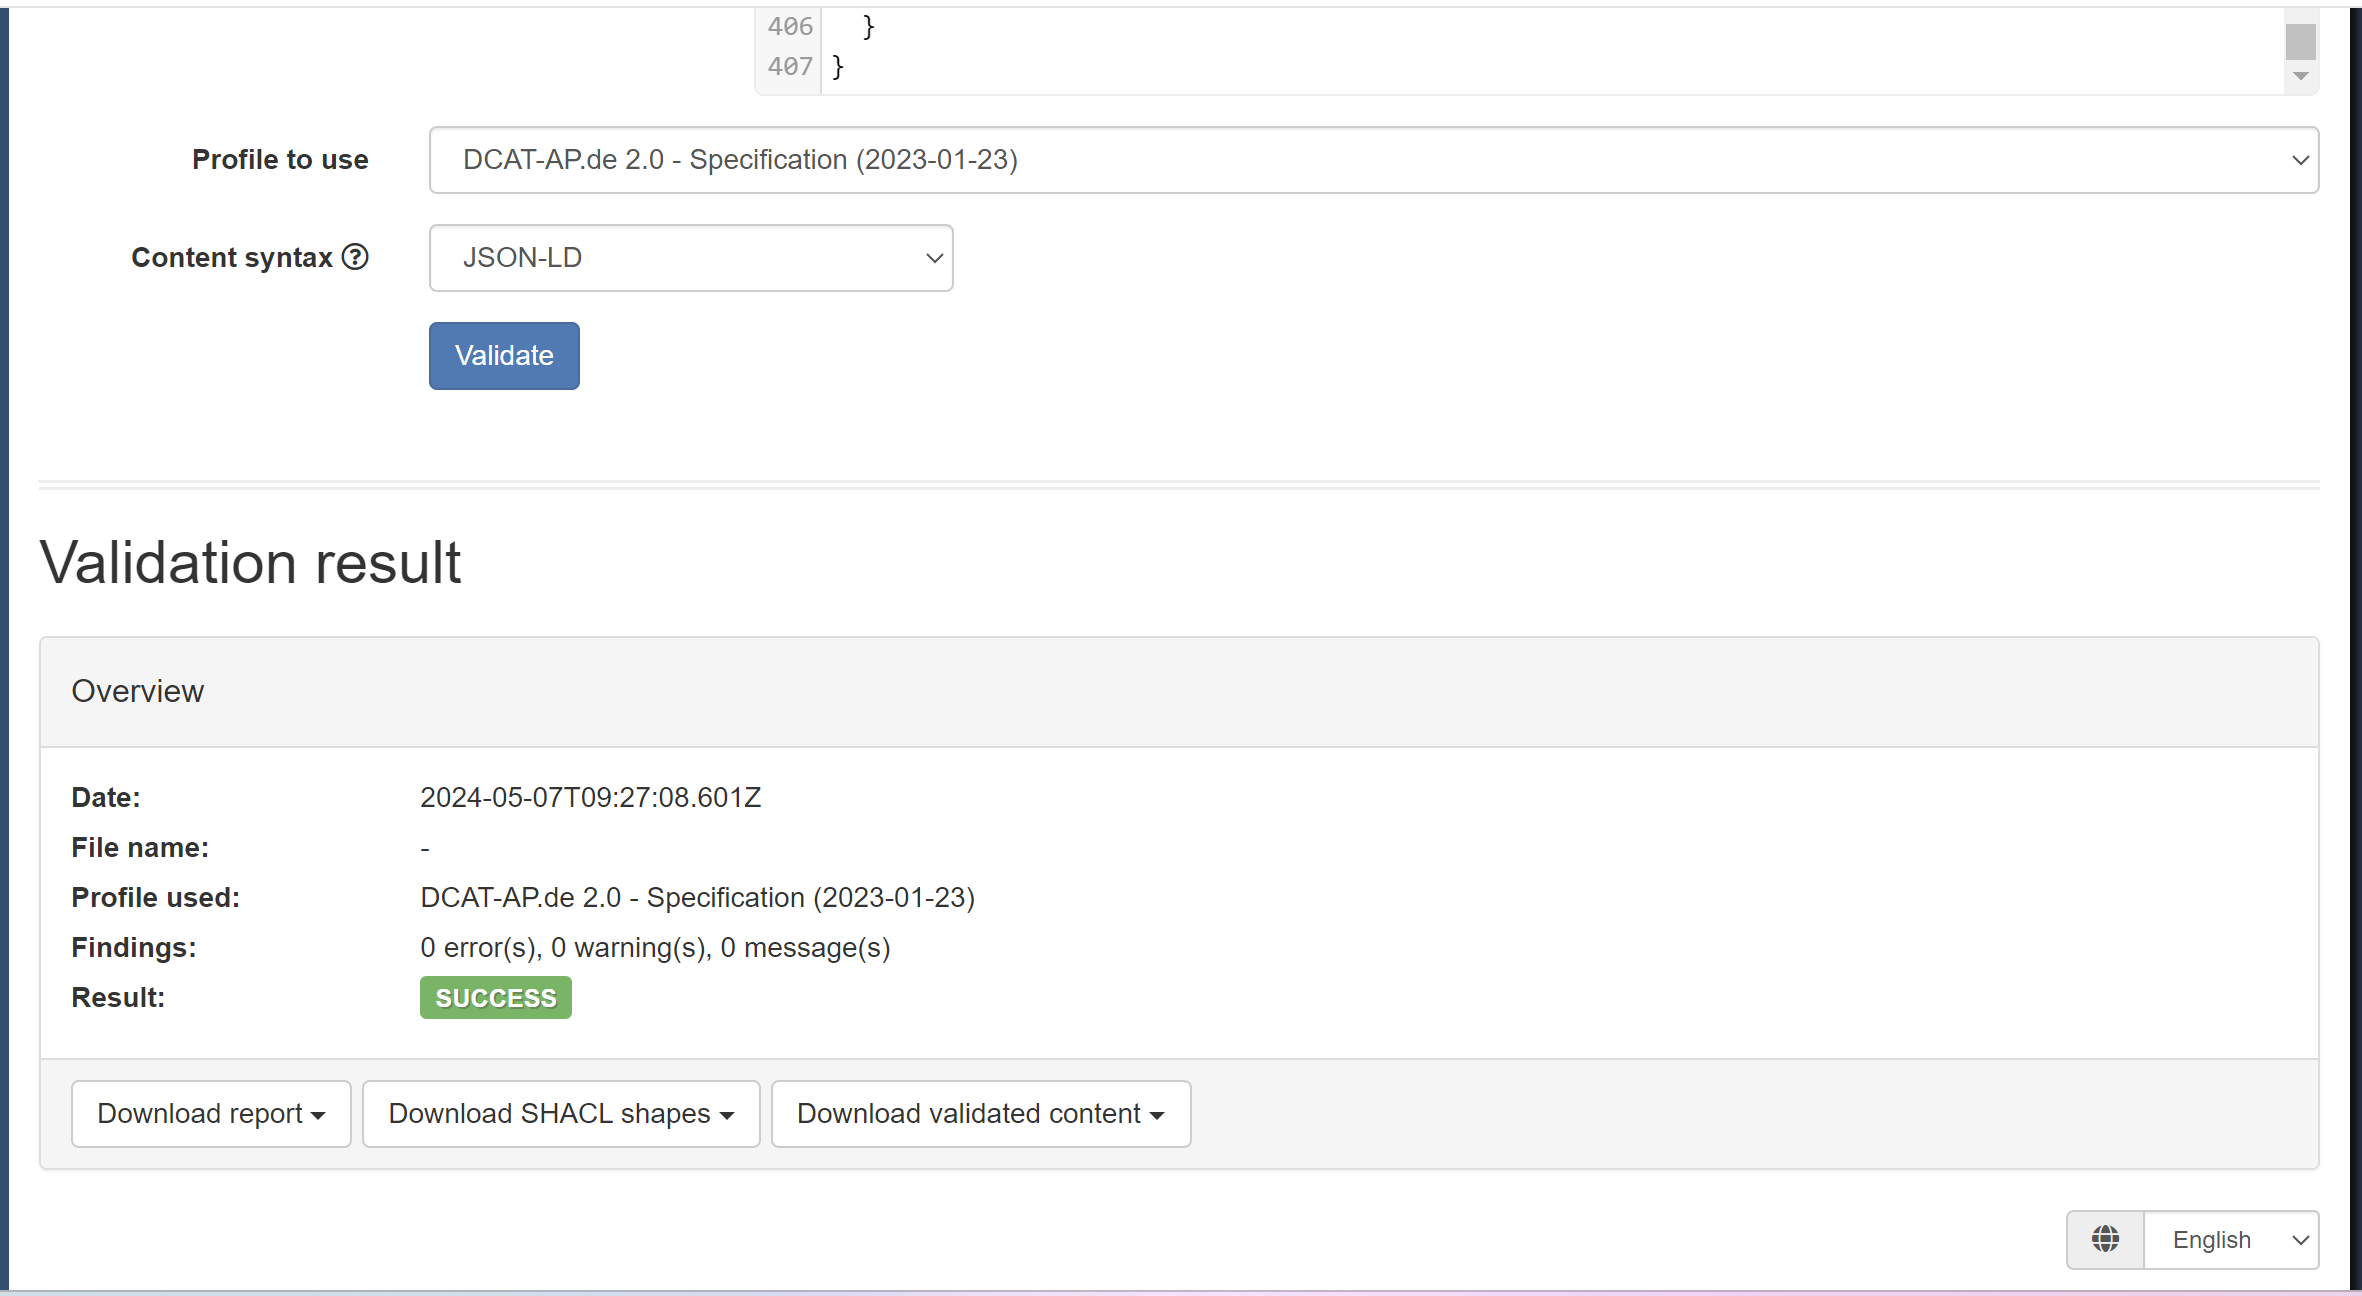 406 }
407 }
Profile to use DCAT-AP.de 2.0 - Specification (2023-01-23)
Content syntax JSON-LD
Validate
Validation result
Overview
Date: 2024-05-07T09:27:08.601Z
File name: -
Profile used: DCAT-AP.de 2.0 - Specification (2023-01-23)
Findings: 0 error(s), 0 warning(s), 0 message(s)
Result: SUCCESS
Download report Download SHACL shapes Download validated content
English